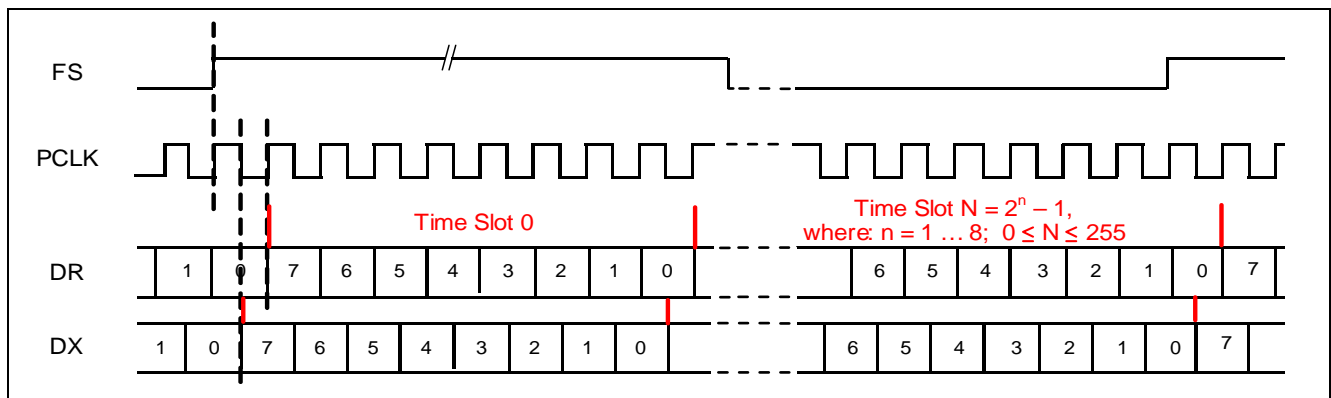 FS
PCLK
Time Slot 0
Time Slot N = 2ⁿ – 1,
where: n = 1 … 8; 0 ≤ N ≤ 255
DR 1 0 7 6 5 4 3 2 1 0 6 5 4 3 2 1 0 7
DX 1 0 7 6 5 4 3 2 1 0 6 5 4 3 2 1 0 7